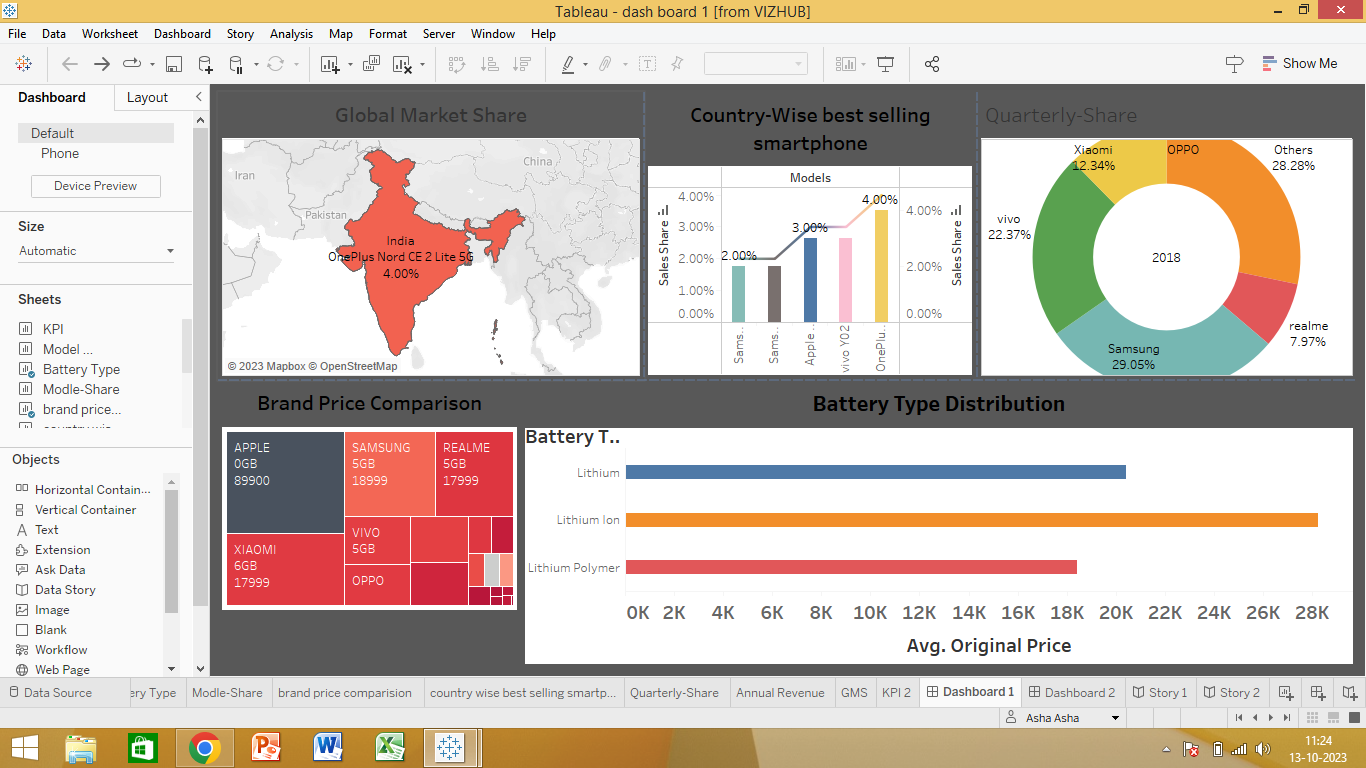 Tableau - dash board 1 [from VIZHUB]
File Data Worksheet Dashboard Story Analysis Map Format Server Window Help
Show Me
Dashboard Layout
Default
Phone
Device Preview
Size
Automatic
Sheets
KPI
Model ...
Battery Type
Modle-Share
brand price...
Objects
Horizontal Contain...
Vertical Container
Text
Extension
Ask Data
Data Story
Image
Blank
Workflow
Web Page
Global Market Share
Iran
China
Pakistan
India
OnePlus Nord CE 2 Lite 5G
4.00%
© 2023 Mapbox © OpenStreetMap
Country-Wise best selling
smartphone
Models
Sales Share
4.00%
3.00%
2.00%
1.00%
0.00%
2.00%
3.00%
4.00%
Sales Share
4.00%
2.00%
0.00%
Sams..
Sams..
Apple ..
vivo Y02
OnePlu..
Quarterly-Share
Xiaomi
12.34%
OPPO
Others
28.28%
vivo
22.37%
2018
realme
7.97%
Samsung
29.05%
Brand Price Comparison
APPLE
0GB
89900
SAMSUNG
5GB
18999
REALME
5GB
17999
XIAOMI
6GB
17999
VIVO
5GB
OPPO
Battery Type Distribution
Battery T..
Lithium
Lithium Ion
Lithium Polymer
0K 2K 4K 6K 8K 10K 12K 14K 16K 18K 20K 22K 24K 26K 28K
Avg. Original Price
Data Source ery Type Modle-Share brand price comparision country wise best selling smartp... Quarterly-Share Annual Revenue GMS KPI 2 Dashboard 1 Dashboard 2 Story 1 Story 2
Asha Asha
11:24
13-10-2023